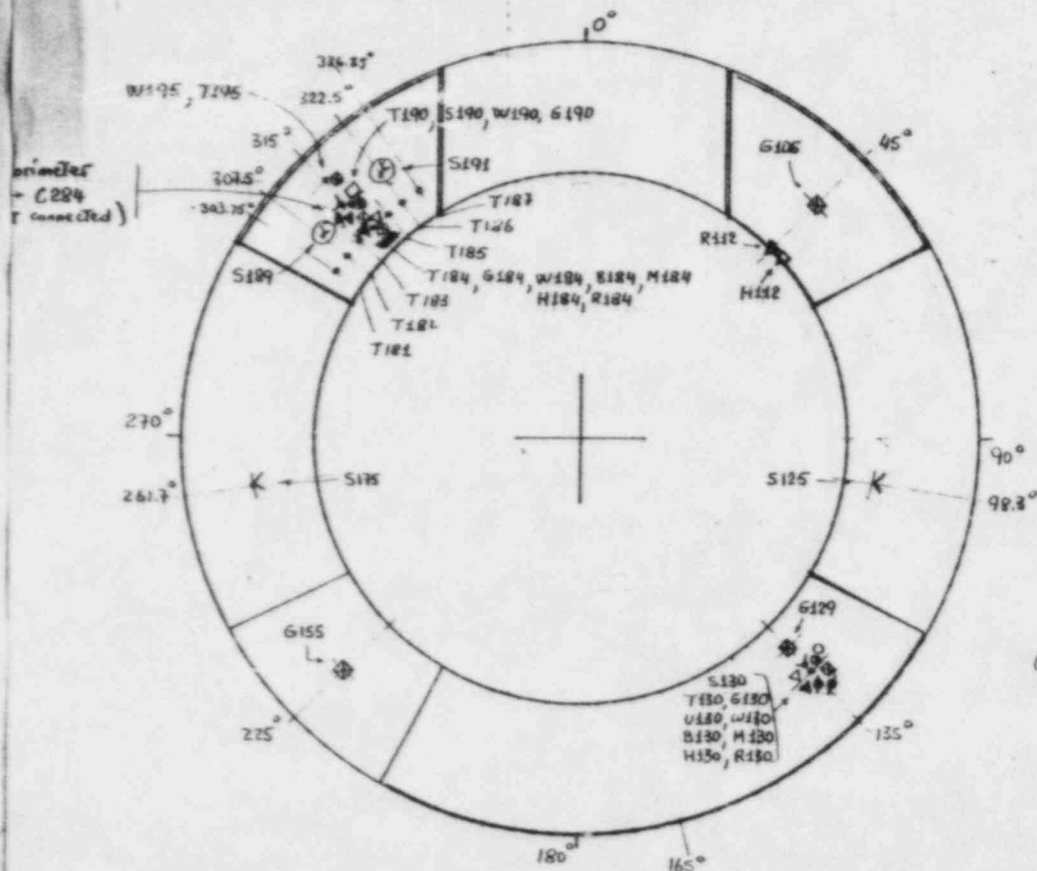 0°
326.25°
322.5°
W195, T195
T190, S190, W190, G190
315°
S191
G106
45°
307.5°
→ C284
T connected)
303.75°
T187
T186
T185
R112
S189
T184, G184, W184, B184, M184
H184, R184
H112
T183
T182
T181
270°
90°
S175
S125
261.7°
98.3°
G129
G155
S130
T130, G130
U130, W130
B130, M130
H130, R130
225°
135°
180°
165°